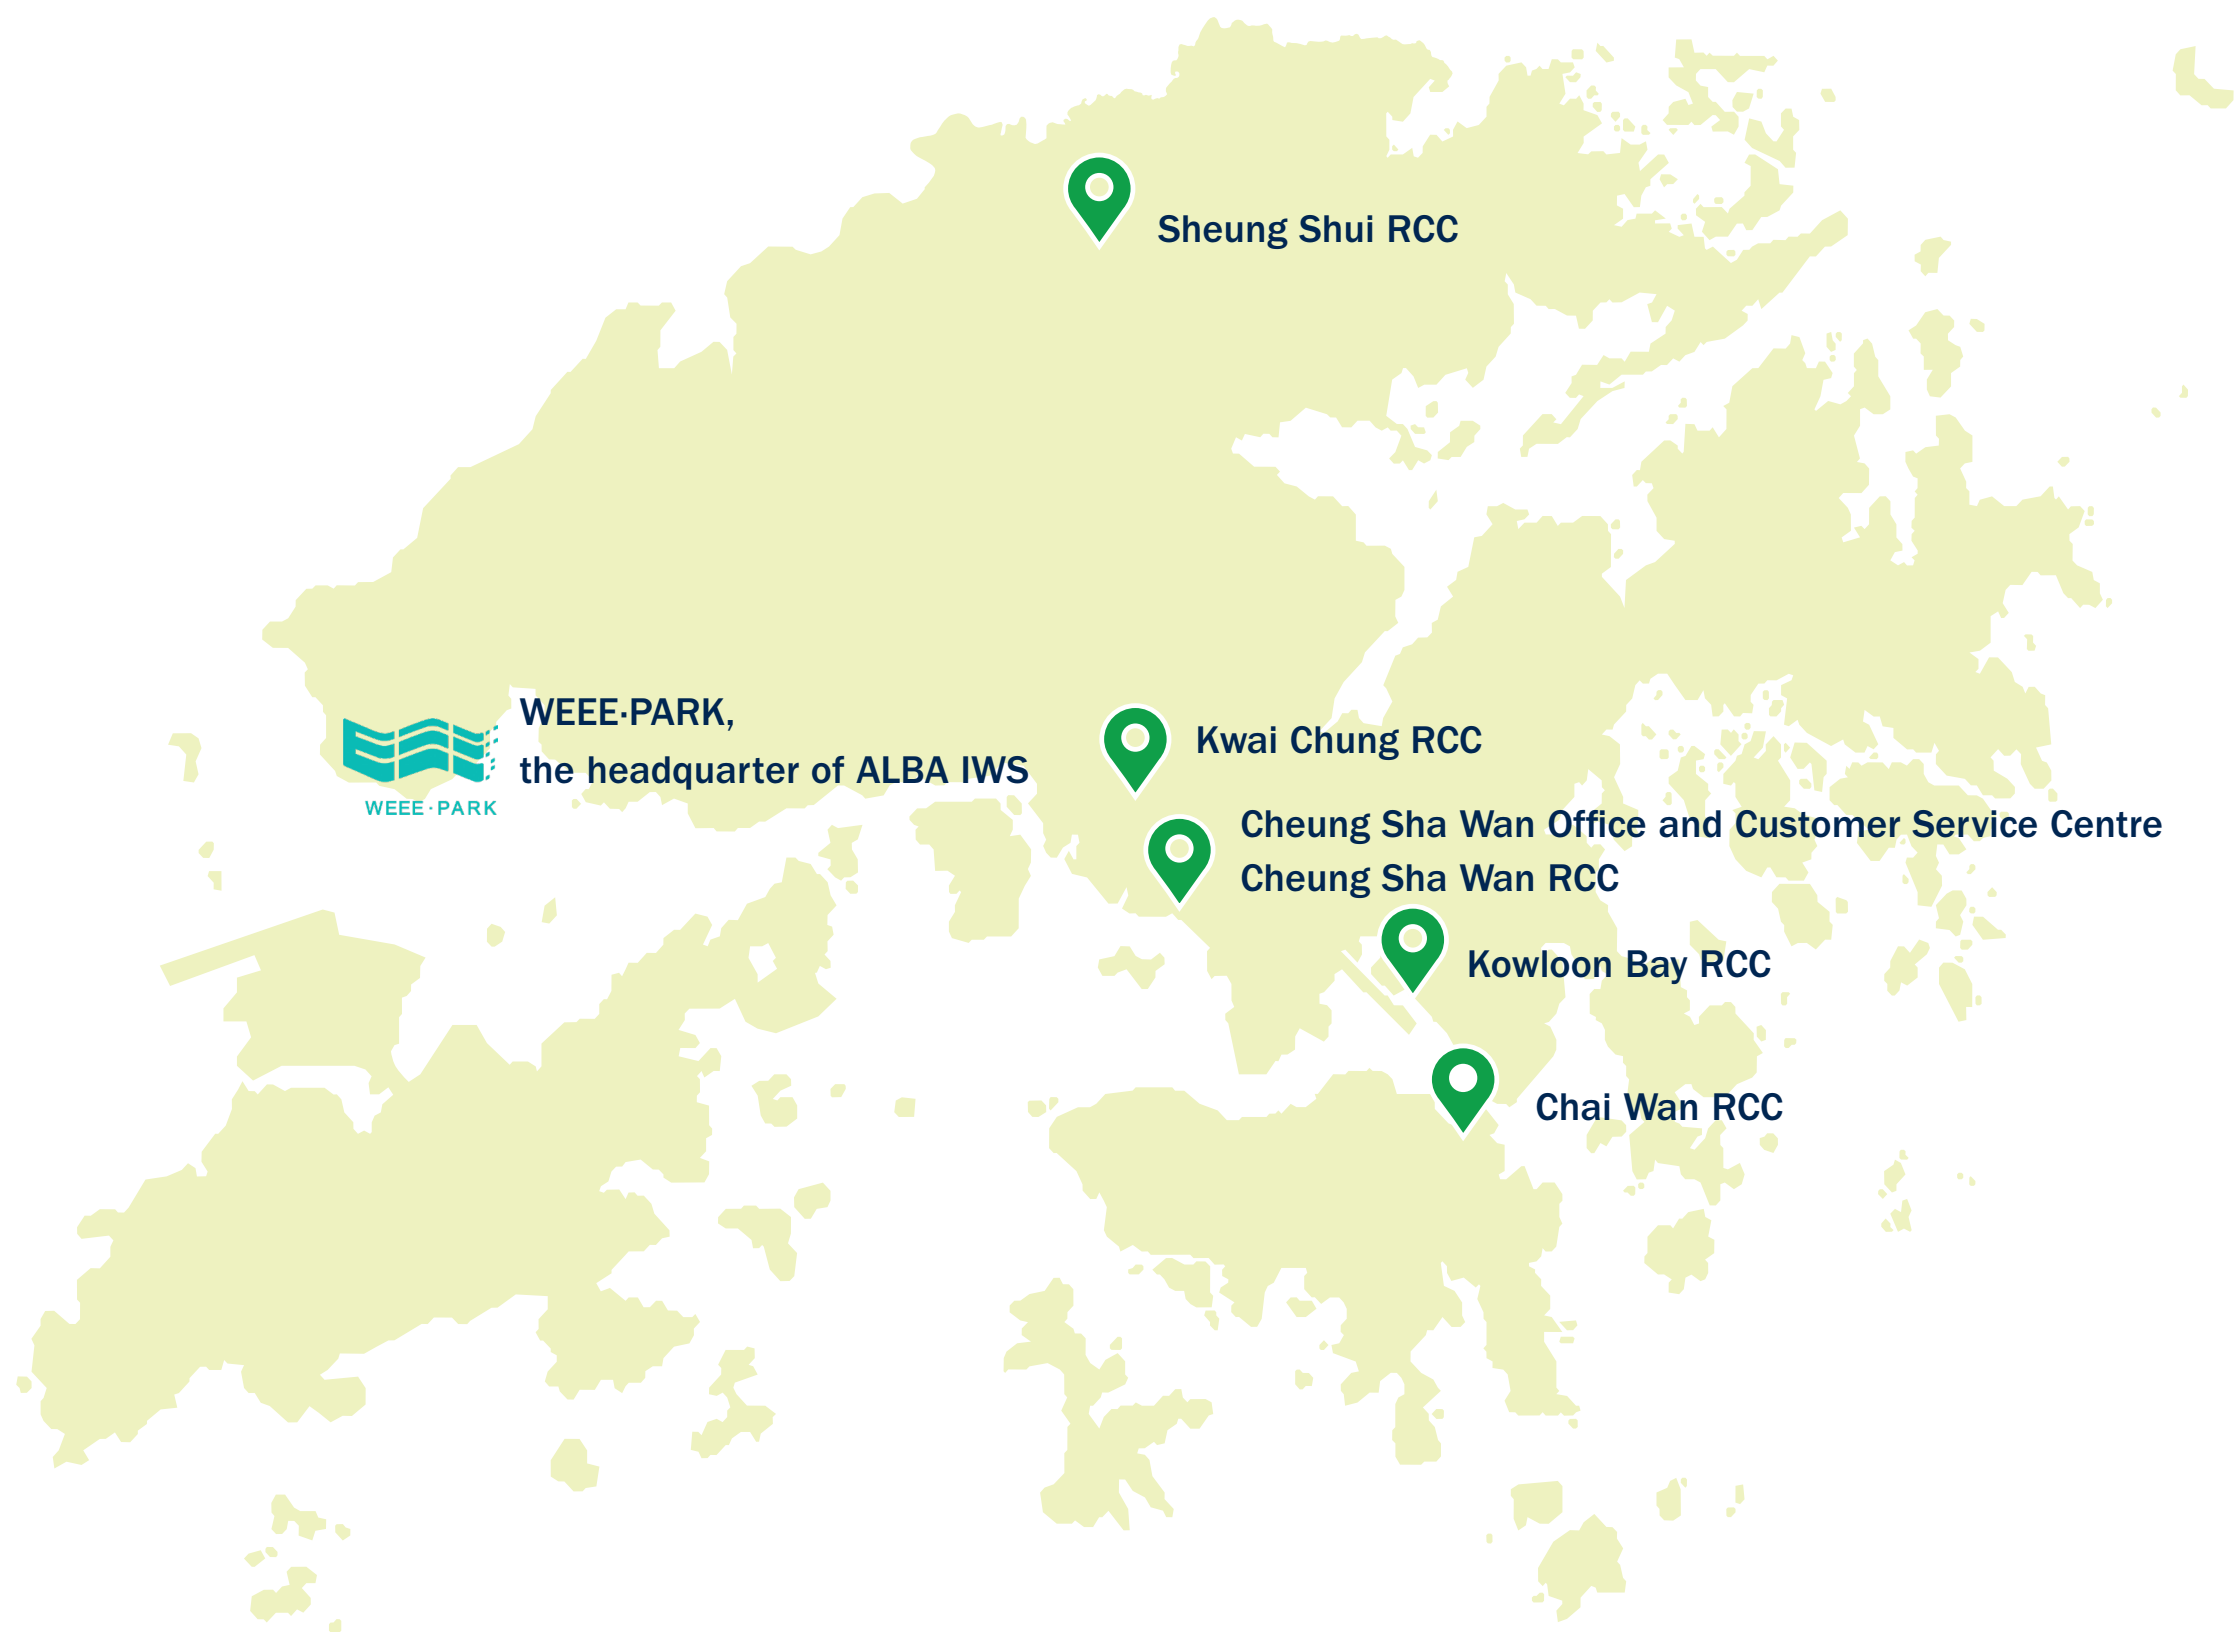 Sheung Shui RCC
WEEE·PARK,
the headquarter of ALBA IWS
WEEE·PARK
Kwai Chung RCC
Cheung Sha Wan Office and Customer Service Centre
Cheung Sha Wan RCC
Kowloon Bay RCC
Chai Wan RCC